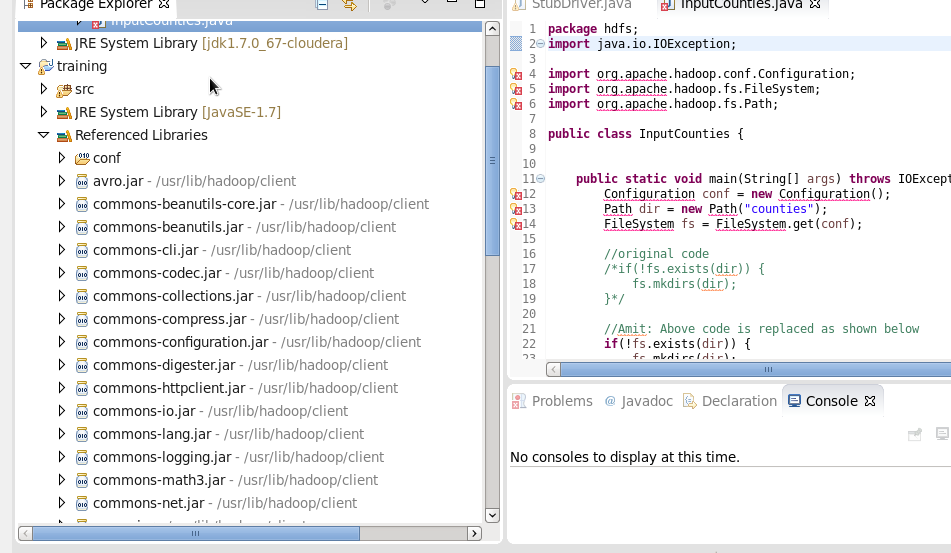 Package Explorer
InputCounties.java
JRE System Library [jdk1.7.0_67-cloudera]
training
src
JRE System Library [JavaSE-1.7]
Referenced Libraries
conf
avro.jar - /usr/lib/hadoop/client
commons-beanutils-core.jar - /usr/lib/hadoop/client
commons-beanutils.jar - /usr/lib/hadoop/client
commons-cli.jar - /usr/lib/hadoop/client
commons-codec.jar - /usr/lib/hadoop/client
commons-collections.jar - /usr/lib/hadoop/client
commons-compress.jar - /usr/lib/hadoop/client
commons-configuration.jar - /usr/lib/hadoop/client
commons-digester.jar - /usr/lib/hadoop/client
commons-httpclient.jar - /usr/lib/hadoop/client
commons-io.jar - /usr/lib/hadoop/client
commons-lang.jar - /usr/lib/hadoop/client
commons-logging.jar - /usr/lib/hadoop/client
commons-math3.jar - /usr/lib/hadoop/client
commons-net.jar - /usr/lib/hadoop/client
StubDriver.java InputCounties.java
1 package hdfs;
2 import java.io.IOException;
3
4 import org.apache.hadoop.conf.Configuration;
5 import org.apache.hadoop.fs.FileSystem;
6 import org.apache.hadoop.fs.Path;
7
8 public class InputCounties {
9
10
11 public static void main(String[] args) throws IOExcept
12 Configuration conf = new Configuration();
13 Path dir = new Path("counties");
14 FileSystem fs = FileSystem.get(conf);
15
16 //original code
17 /*if(!fs.exists(dir)) {
18 fs.mkdirs(dir);
19 }*/
20
21 //Amit: Above code is replaced as shown below
22 if(!fs.exists(dir)) {
23 fs.mkdirs(dir);
Problems @ Javadoc Declaration Console
No consoles to display at this time.